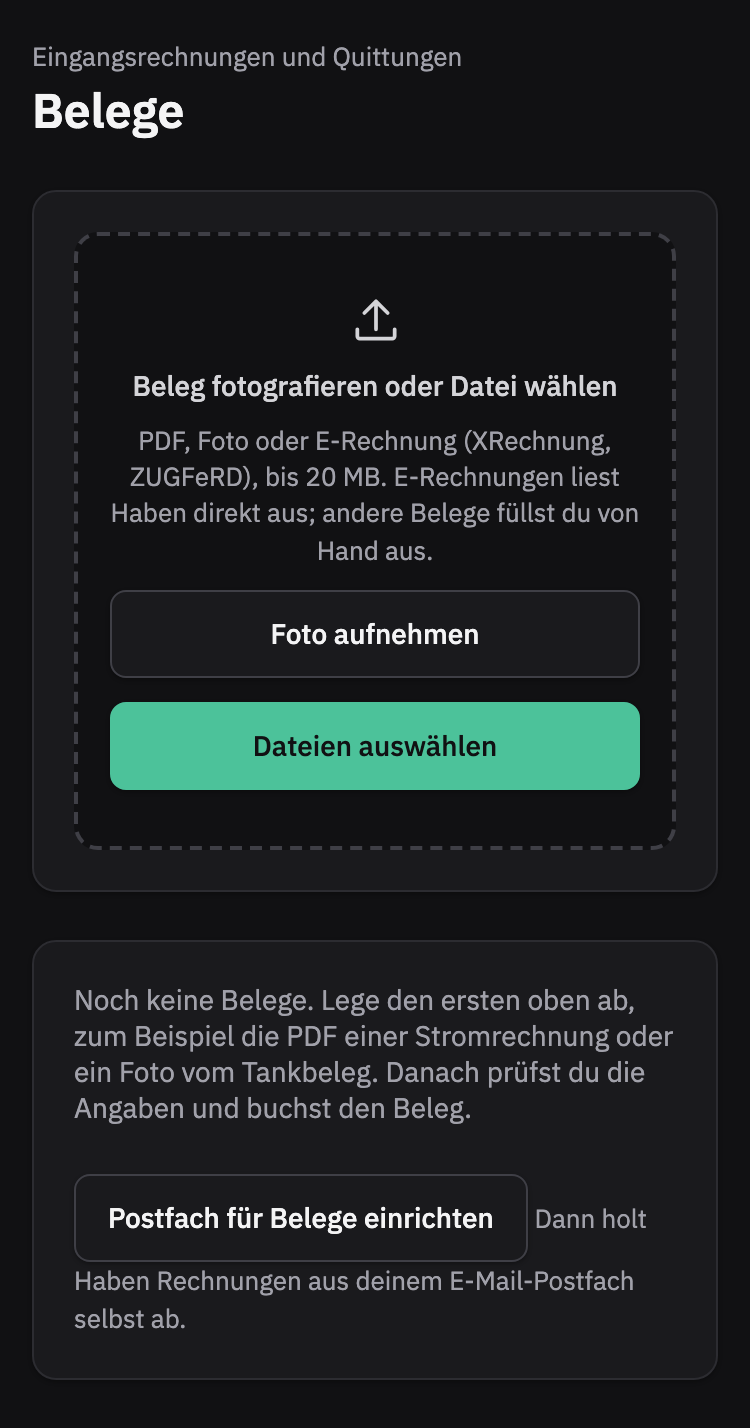 Eingangsrechnungen und Quittungen
Belege
Beleg fotografieren oder Datei wählen
PDF, Foto oder E-Rechnung (XRechnung,
ZUGFeRD), bis 20 MB. E-Rechnungen liest
Haben direkt aus; andere Belege füllst du von
Hand aus.
Foto aufnehmen
Dateien auswählen
Noch keine Belege. Lege den ersten oben ab,
zum Beispiel die PDF einer Stromrechnung oder
ein Foto vom Tankbeleg. Danach prüfst du die
Angaben und buchst den Beleg.
Postfach für Belege einrichten Dann holt
Haben Rechnungen aus deinem E-Mail-Postfach
selbst ab.